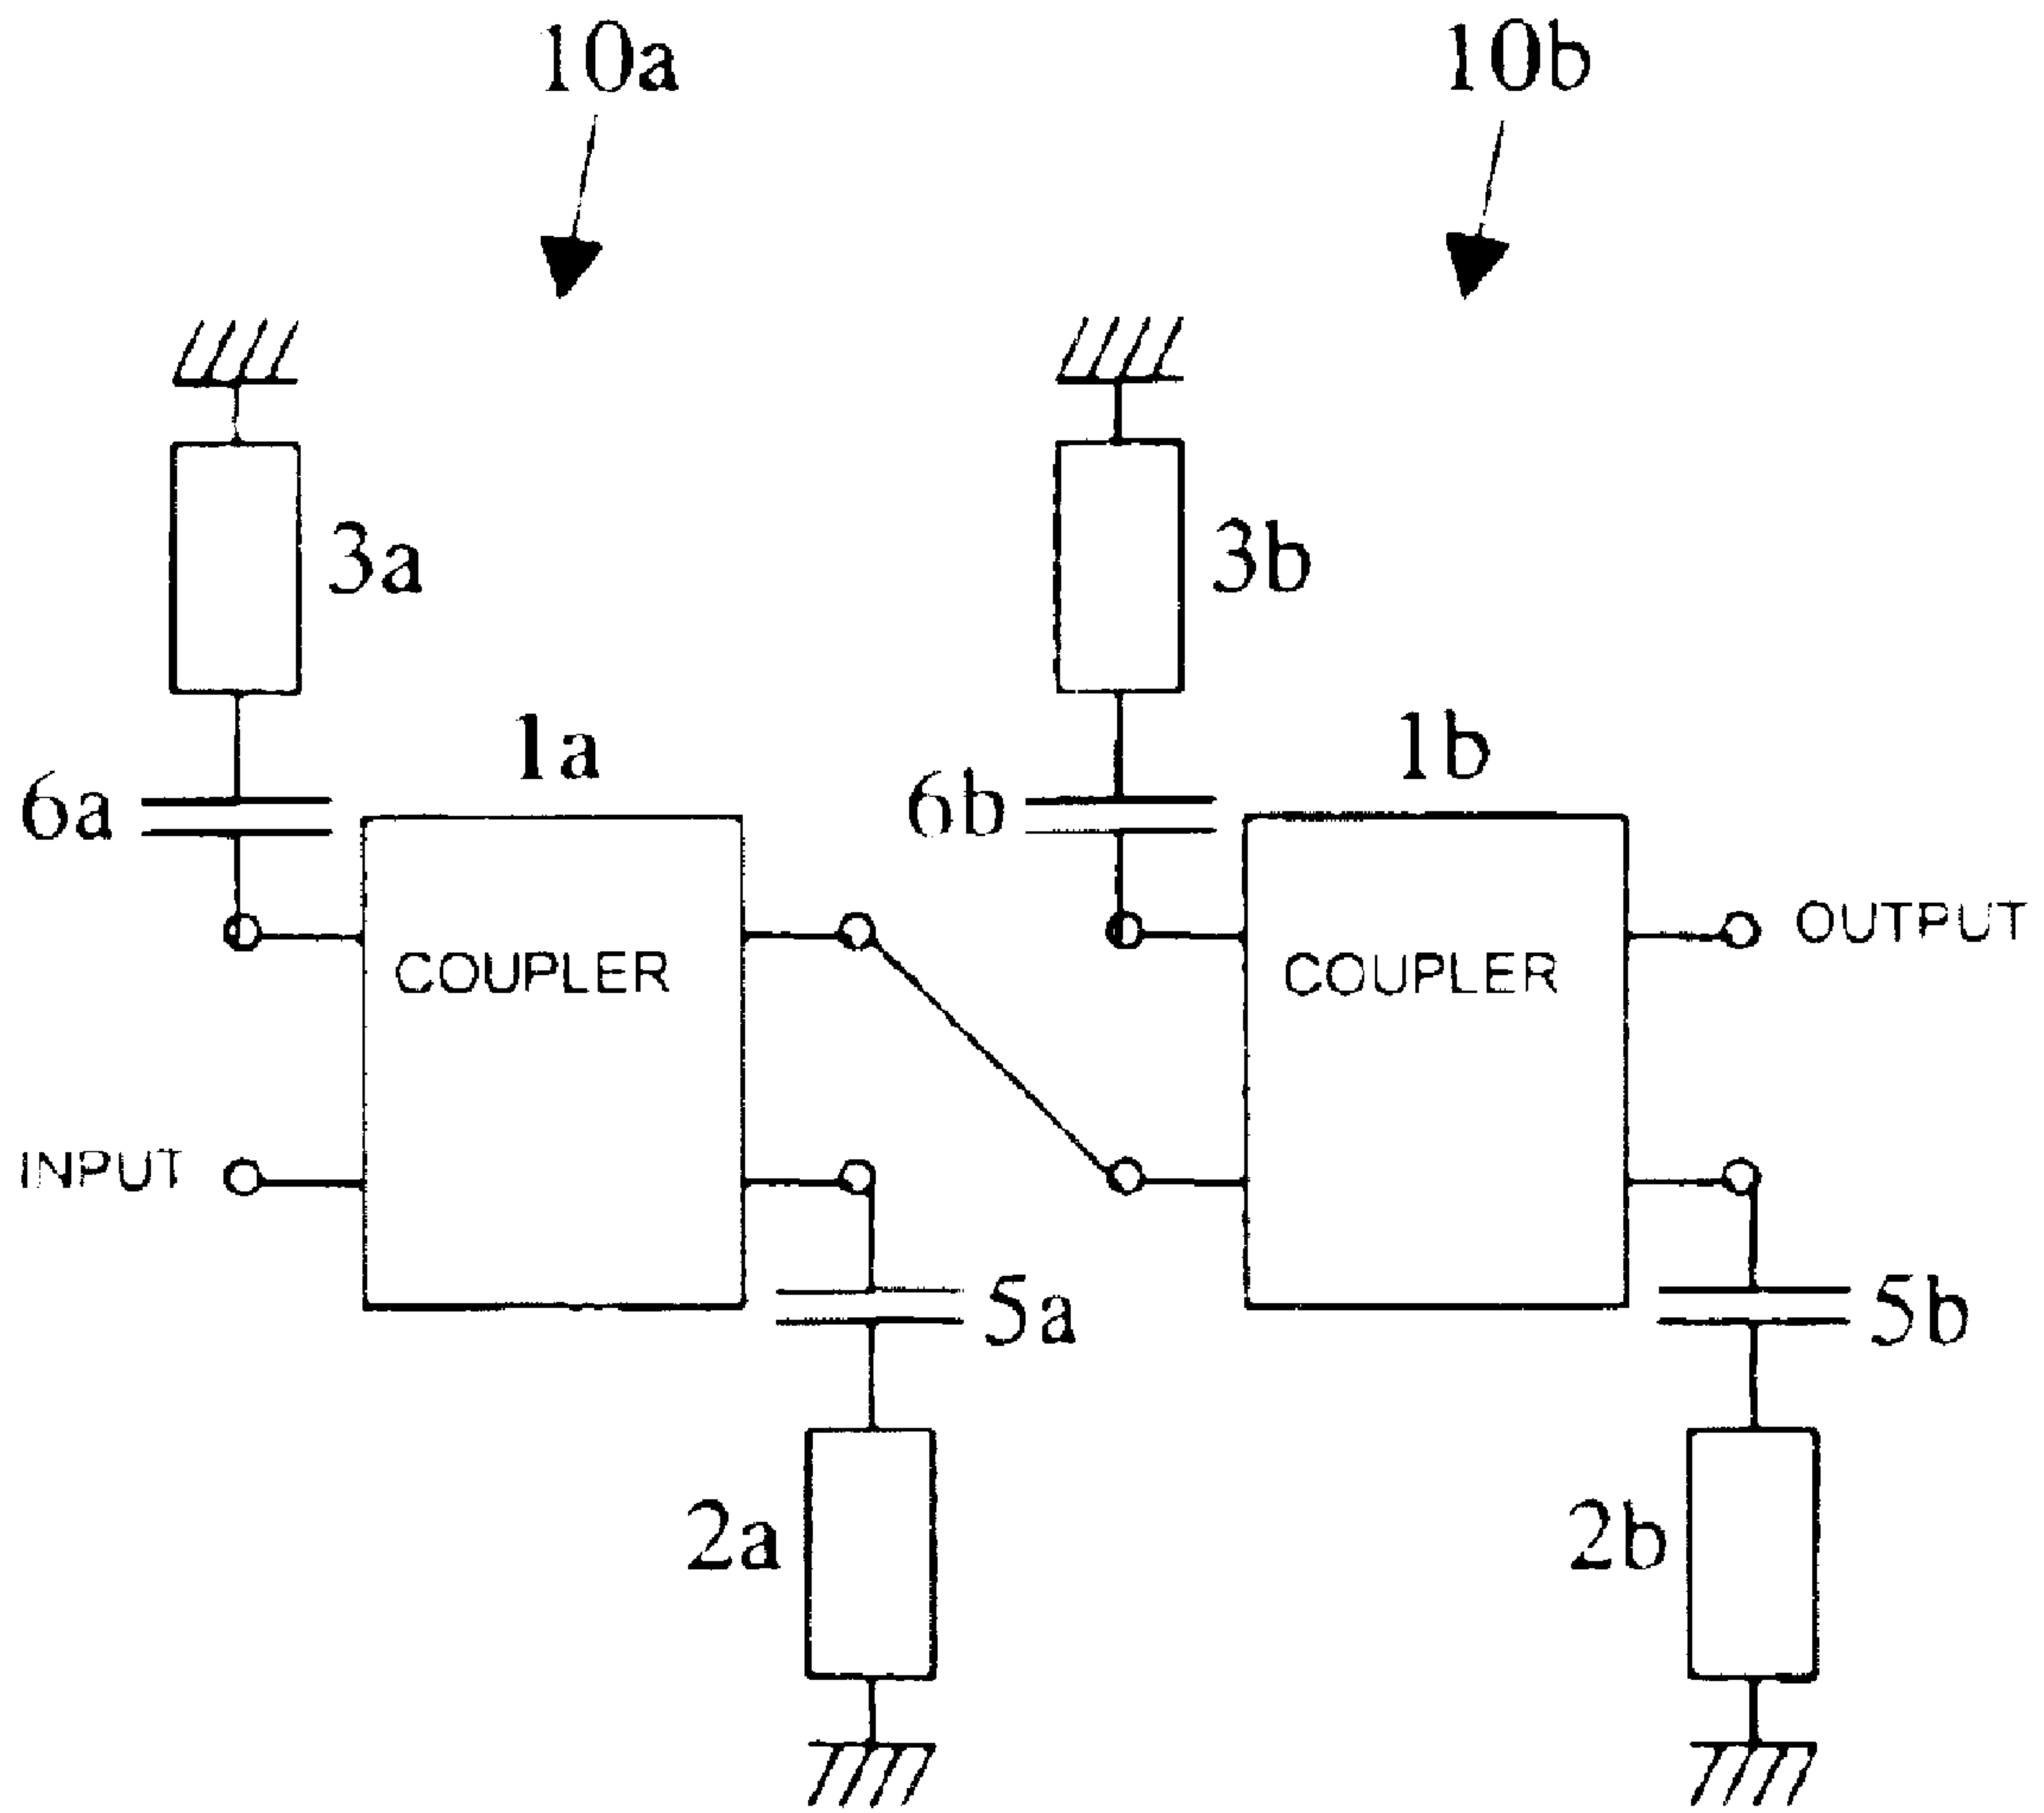 10a 10b
3a 3b
1a 1b
6a 6b
COUPLER COUPLER OUTPUT
INPUT
5a 5b
2a 2b